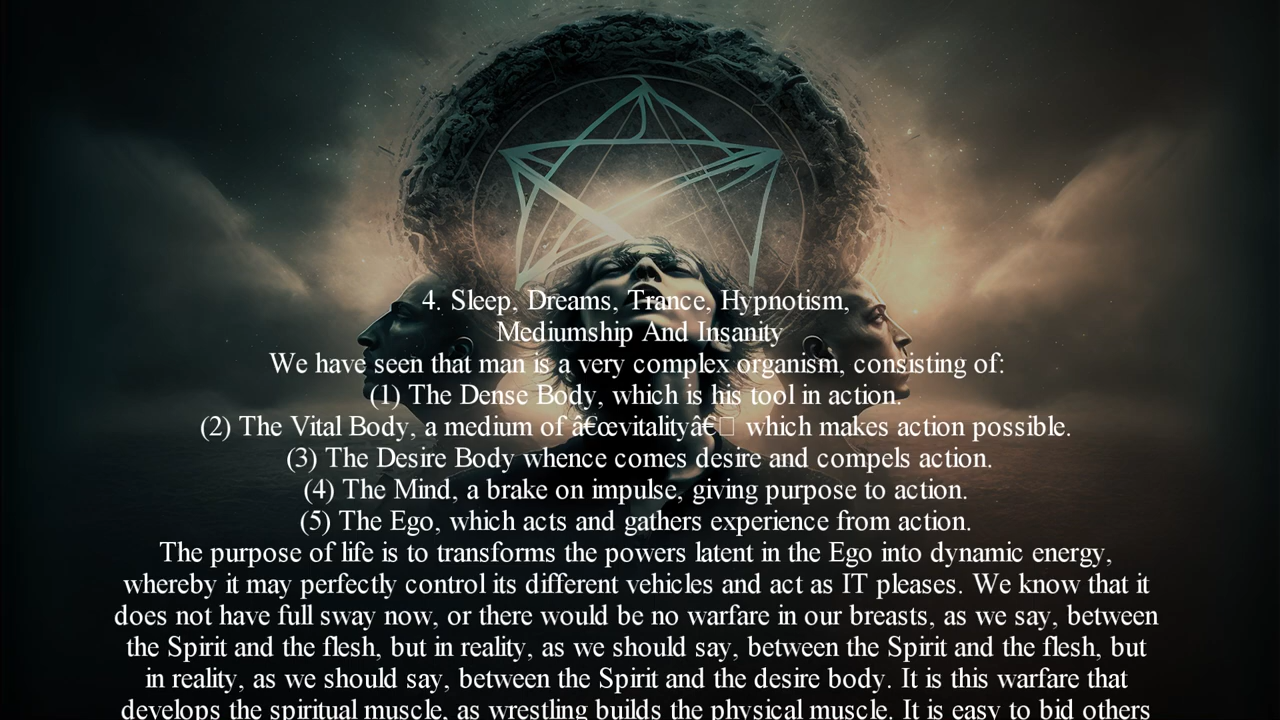 4. Sleep, Dreams, Trance, Hypnotism,
Mediumship And Insanity
We have seen that man is a very complex organism, consisting of:
(1) The Dense Body, which is his tool in action.
(2) The Vital Body, a medium of “vitality†which makes action possible.
(3) The Desire Body whence comes desire and compels action.
(4) The Mind, a brake on impulse, giving purpose to action.
(5) The Ego, which acts and gathers experience from action.
The purpose of life is to transforms the powers latent in the Ego into dynamic energy,
whereby it may perfectly control its different vehicles and act as IT pleases. We know that it
does not have full sway now, or there would be no warfare in our breasts, as we say, between
the Spirit and the flesh, but in reality, as we should say, between the Spirit and the flesh, but
in reality, as we should say, between the Spirit and the desire body. It is this warfare that
develops the spiritual muscle, as wrestling builds the physical muscle. It is easy to bid others